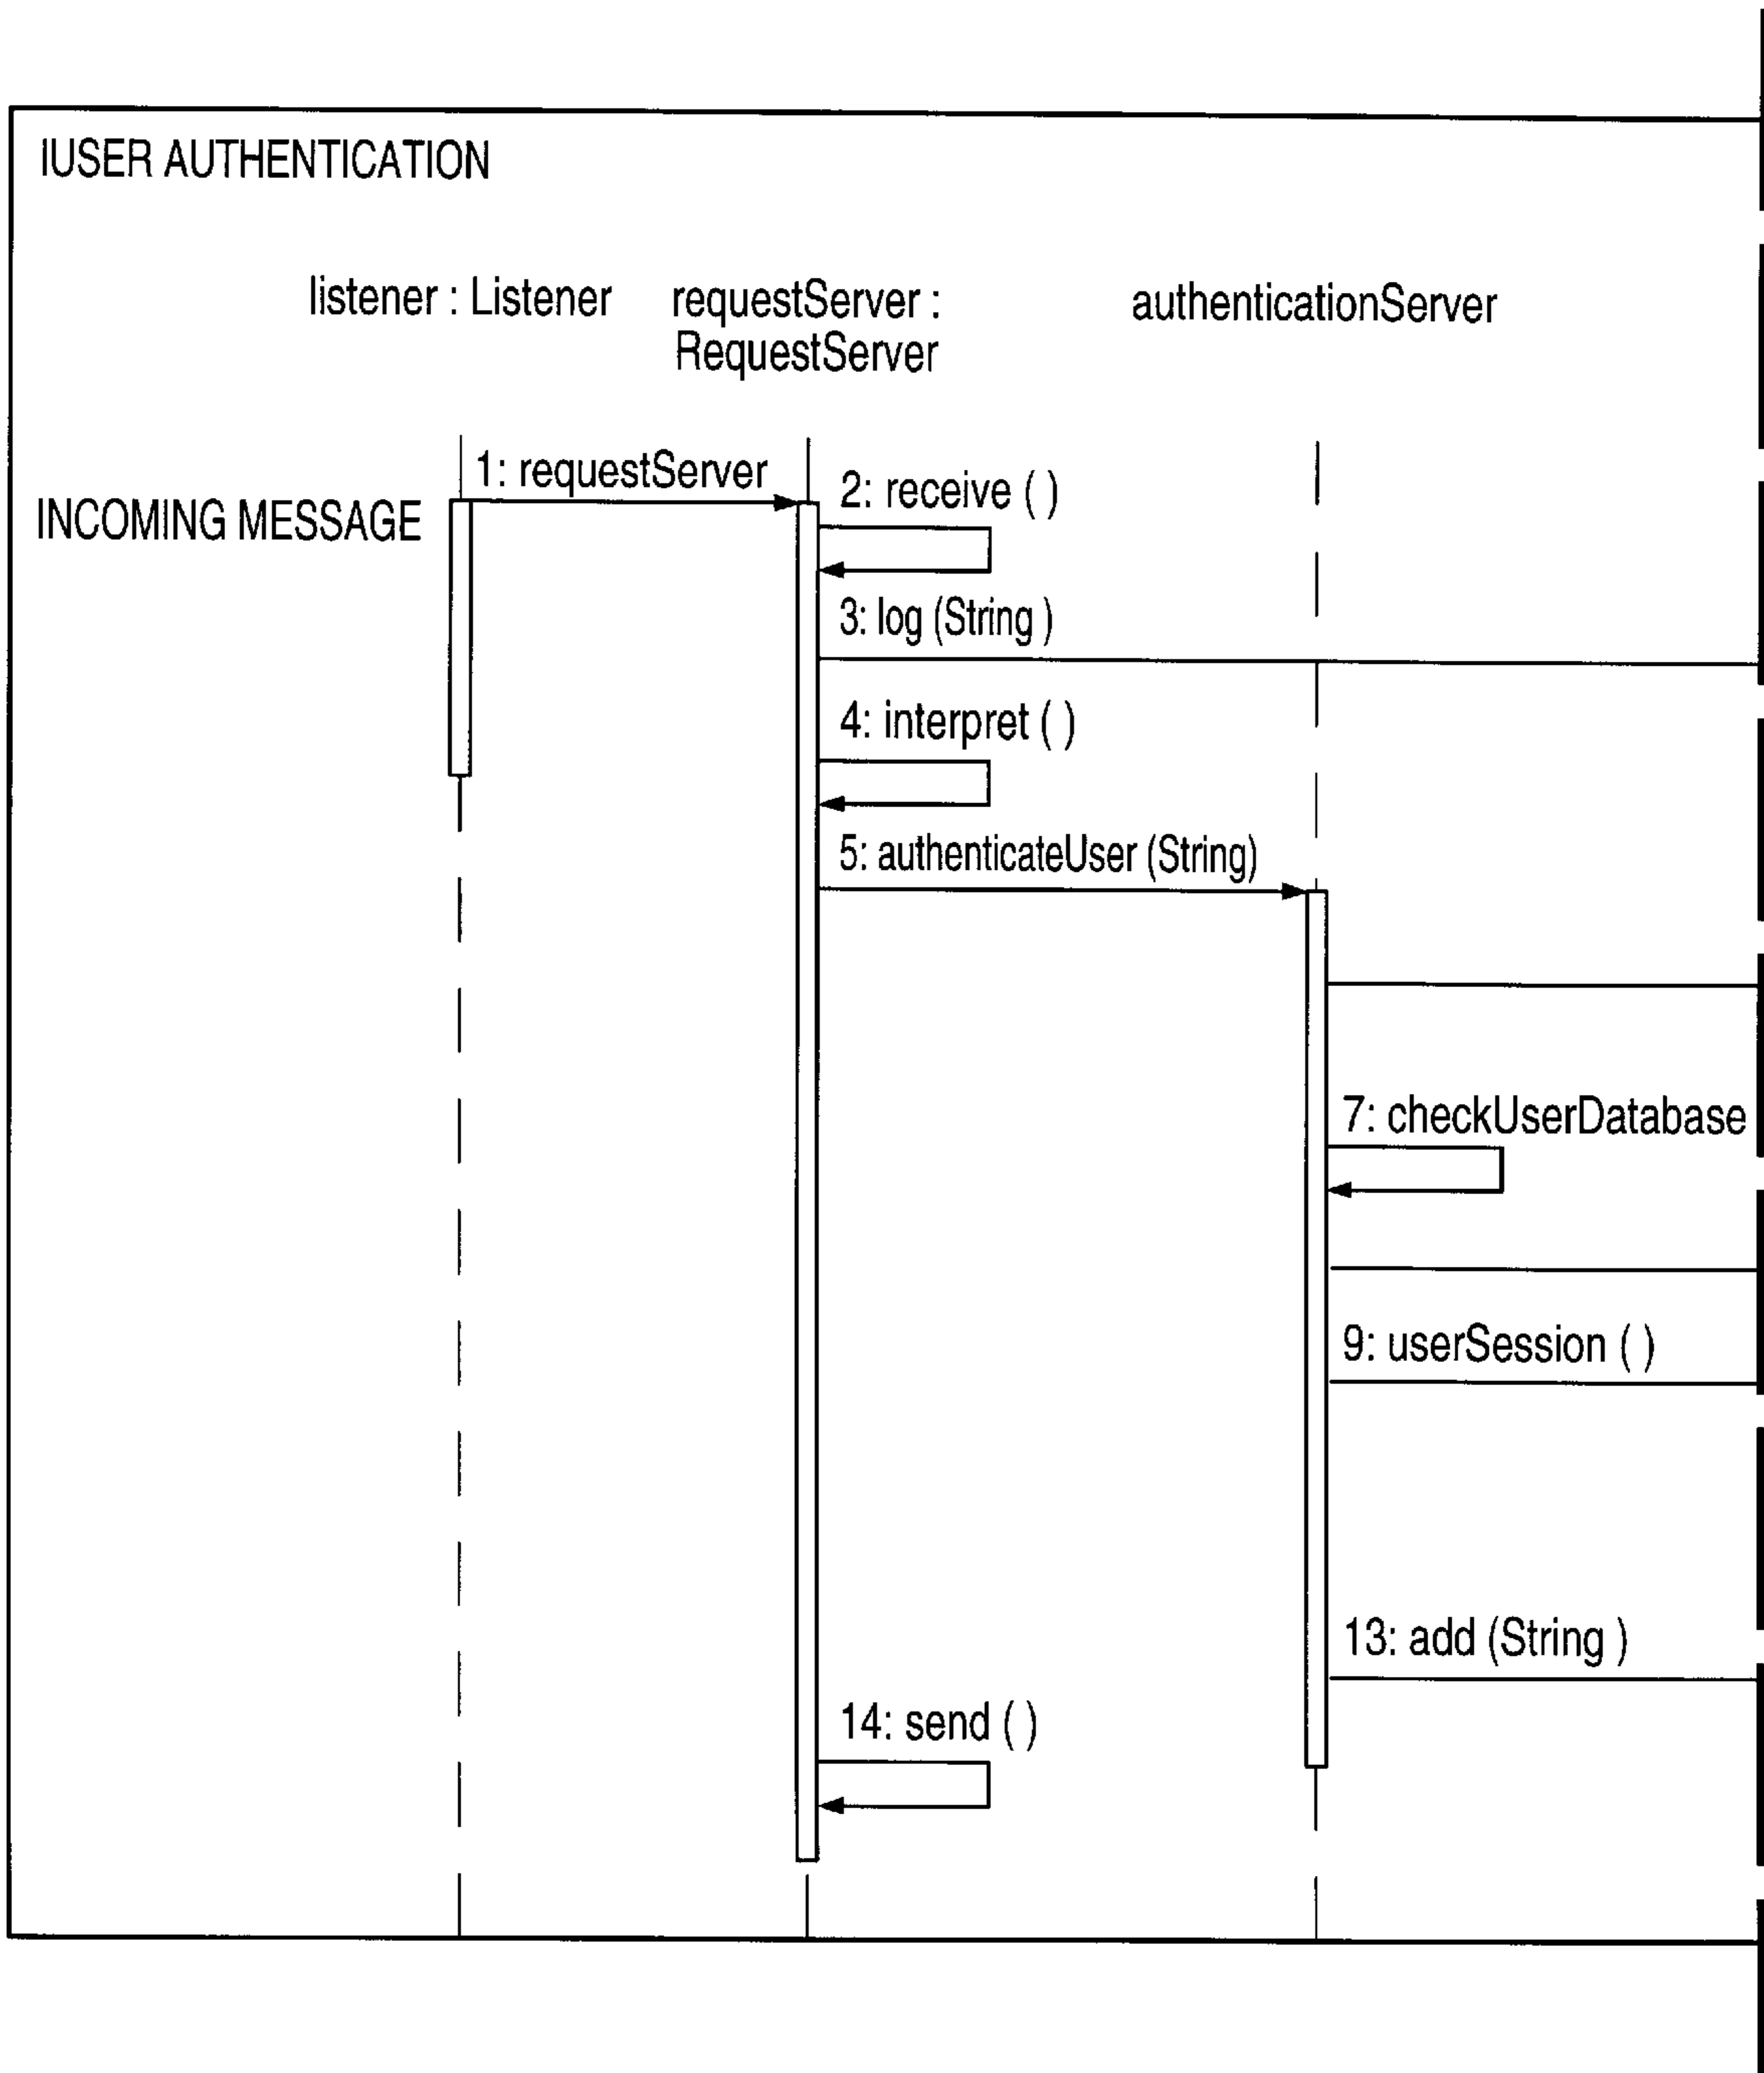 IUSER AUTHENTICATION
listener : Listener
requestServer :
RequestServer
authenticationServer
1: requestServer
INCOMING MESSAGE
2: receive ( )
3: log (String )
4: interpret ( )
5: authenticateUser (String)
7: checkUserDatabase
9: userSession ( )
13: add (String )
14: send ( )